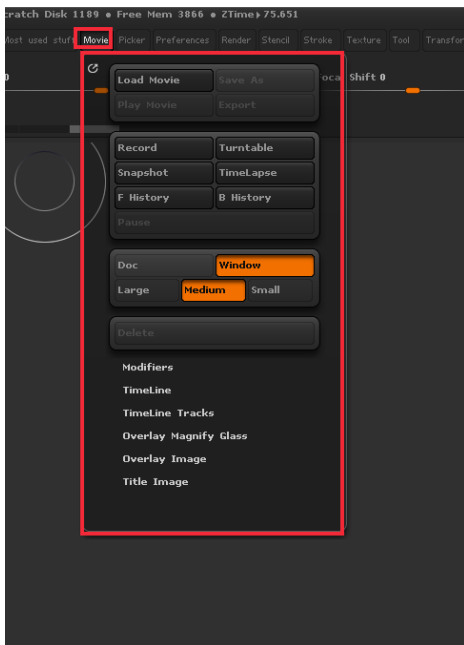 cratch Disk 1189 ● Free Mem 3866 ● ZTime▸75.651
Most used stuff Movie Picker Preferences Render Stencil Stroke Texture Tool Transfor
0 Shift 0
Load Movie Save As
Play Movie Export
Record Turntable
Snapshot TimeLapse
F History B History
Pause
Doc Window
Large Medium Small
Delete
Modifiers
TimeLine
TimeLine Tracks
Overlay Magnify Glass
Overlay Image
Title Image